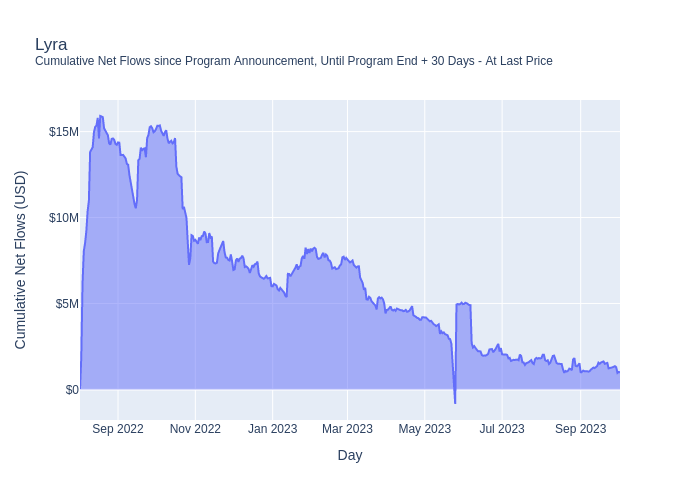 Lyra
Cumulative Net Flows since Program Announcement, Until Program End + 30 Days - At Last Price
Cumulative Net Flows (USD)
$15M
$10M
$5M
$0
Sep 2022 Nov 2022 Jan 2023 Mar 2023 May 2023 Jul 2023 Sep 2023
Day